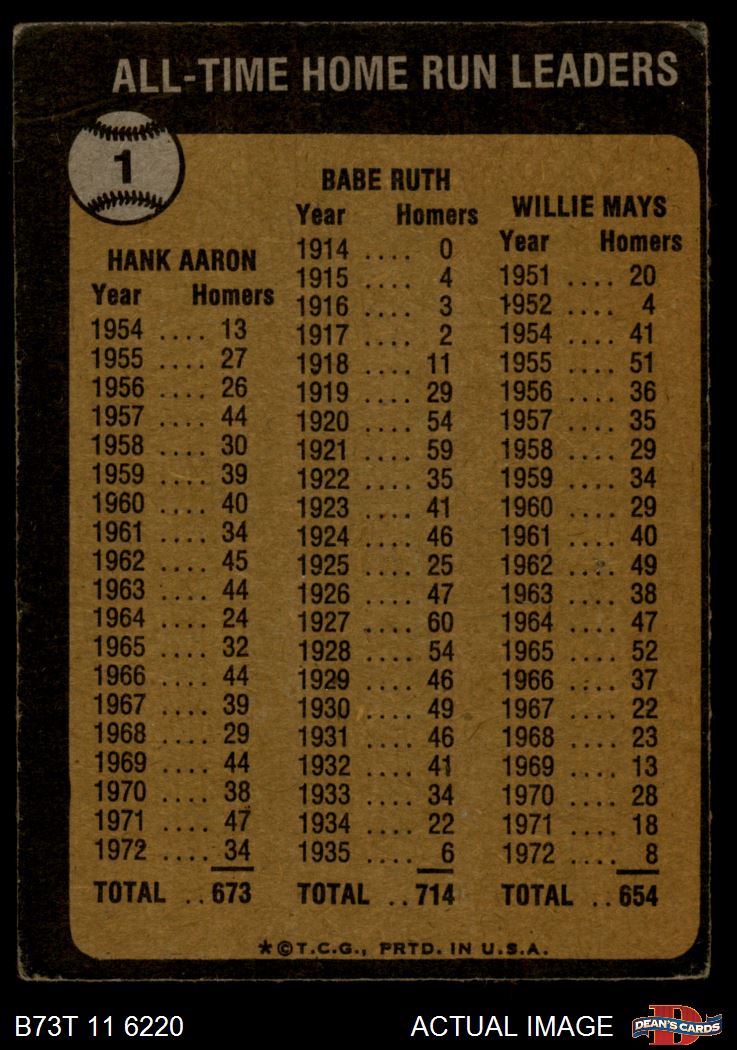 ALL-TIME HOME RUN LEADERS
1
HANK AARON
Year Homers
1954 .... 13
1955 .... 27
1956 .... 26
1957 .... 44
1958 .... 30
1959 .... 39
1960 .... 40
1961 .... 34
1962 .... 45
1963 .... 44
1964 .... 24
1965 .... 32
1966 .... 44
1967 .... 39
1968 .... 29
1969 .... 44
1970 .... 38
1971 .... 47
1972 .... 34
TOTAL .. 673
BABE RUTH
Year Homers
1914 .... 0
1915 .... 4
1916 .... 3
1917 .... 2
1918 .... 11
1919 .... 29
1920 .... 54
1921 .... 59
1922 .... 35
1923 .... 41
1924 .... 46
1925 .... 25
1926 .... 47
1927 .... 60
1928 .... 54
1929 .... 46
1930 .... 49
1931 .... 46
1932 .... 41
1933 .... 34
1934 .... 22
1935 .... 6
TOTAL .. 714
WILLIE MAYS
Year Homers
1951 .... 20
1952 .... 4
1954 .... 41
1955 .... 51
1956 .... 36
1957 .... 35
1958 .... 29
1959 .... 34
1960 .... 29
1961 .... 40
1962 .... 49
1963 .... 38
1964 .... 47
1965 .... 52
1966 .... 37
1967 .... 22
1968 .... 23
1969 .... 13
1970 .... 28
1971 .... 18
1972 .... 8
TOTAL .. 654
★©T.C.G., PRTD. IN U.S.A.
B73T 11 6220 ACTUAL IMAGE
D
DEAN'S CARDS